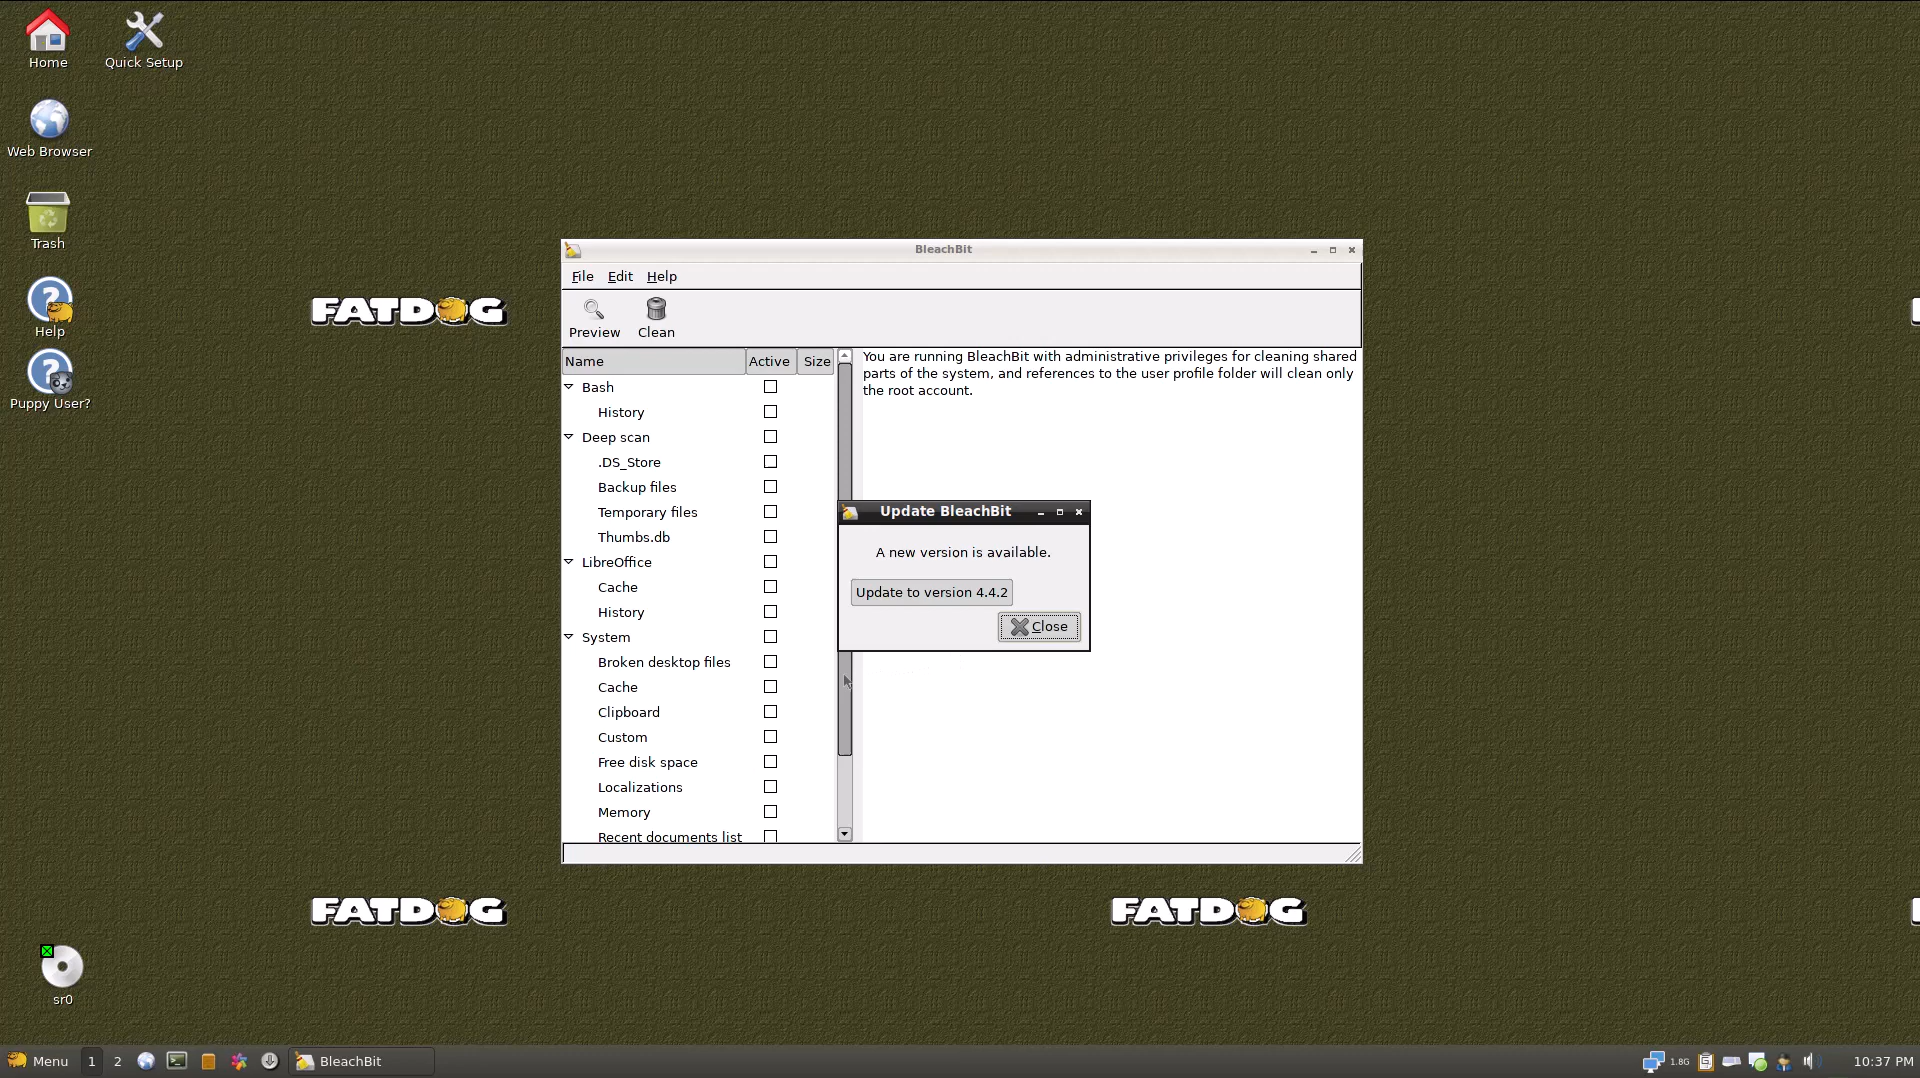 Home
Quick Setup
Web Browser
Trash
Help
Puppy User?
sr0
FATDOG
FATDOG
FATDOG
BleachBit
File Edit Help
Preview Clean
Name Active Size
Bash
History
Deep scan
.DS_Store
Backup files
Temporary files
Thumbs.db
LibreOffice
Cache
History
System
Broken desktop files
Cache
Clipboard
Custom
Free disk space
Localizations
Memory
Recent documents list
You are running BleachBit with administrative privileges for cleaning shared
parts of the system, and references to the user profile folder will clean only
the root account.
Update BleachBit
A new version is available.
Update to version 4.4.2
Close
Menu 1 2 BleachBit 1.8G 10:37 PM